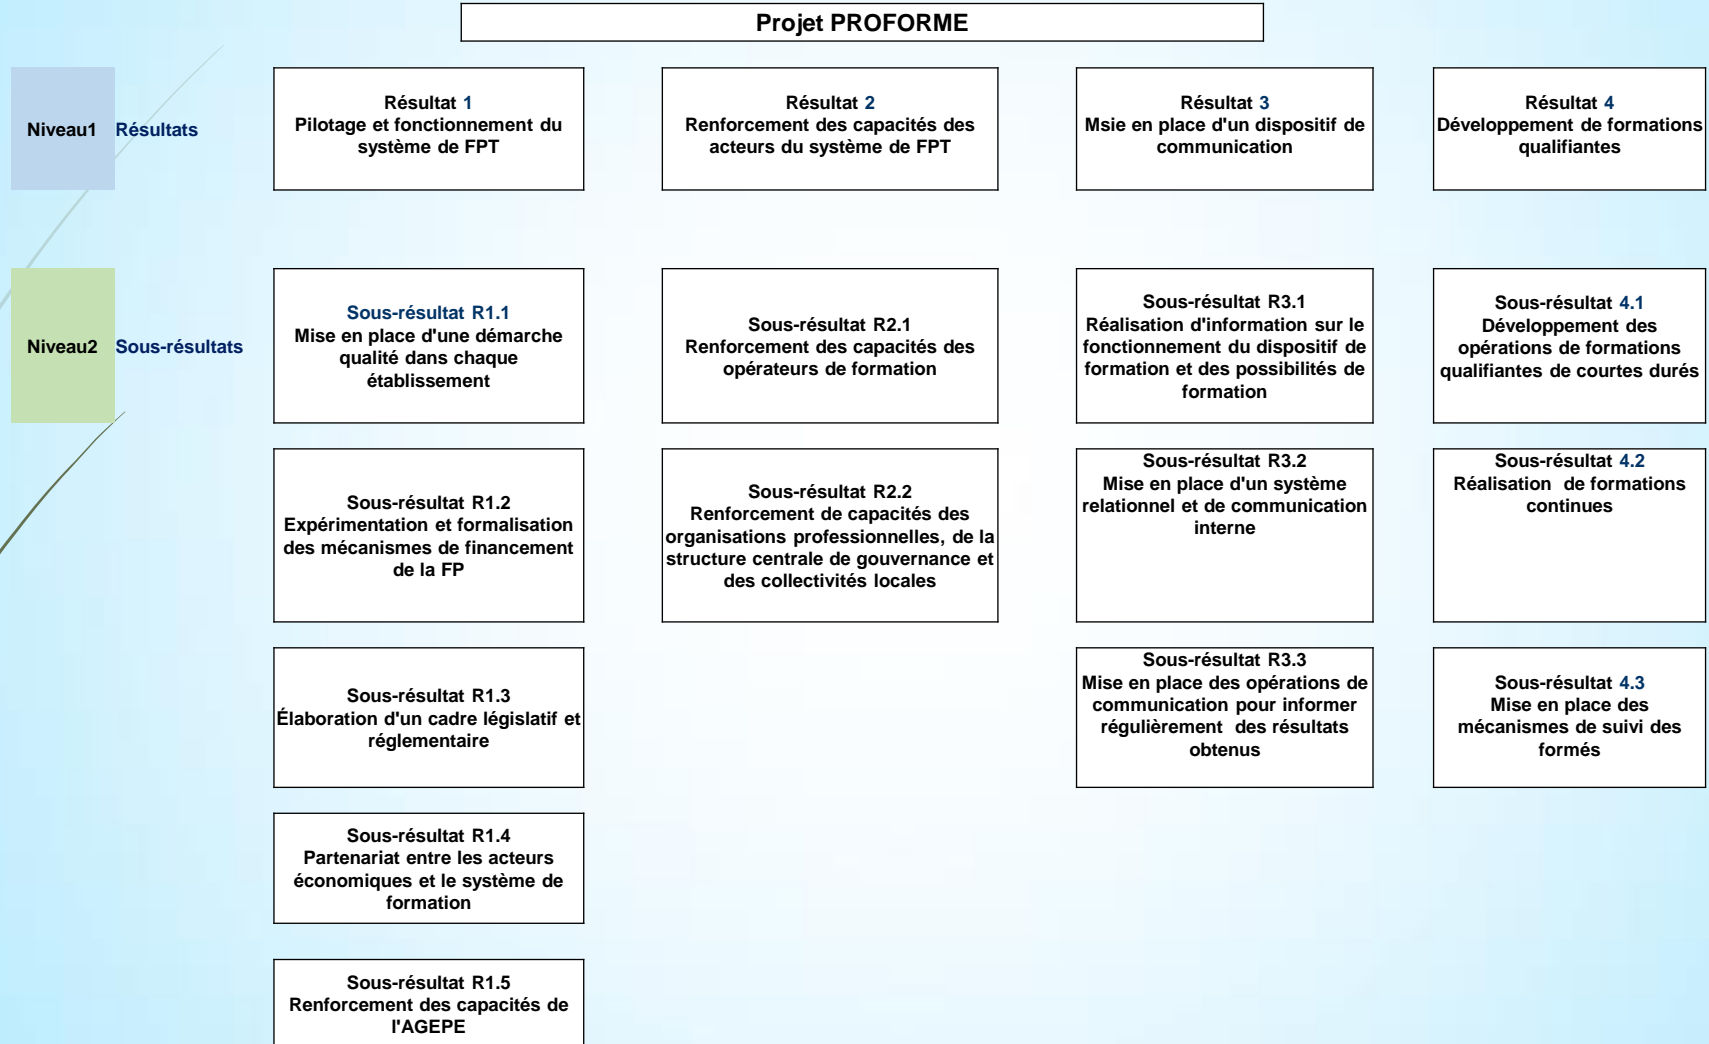 Projet PROFORME
Niveau1
Résultats
Résultat 1
Pilotage et fonctionnement du
système de FPT
Résultat 2
Renforcement des capacités des
acteurs du système de FPT
Résultat 3
Msie en place d'un dispositif de
communication
Résultat 4
Développement de formations
qualifiantes
Niveau2
Sous-résultats
Sous-résultat R1.1
Mise en place d'une démarche
qualité dans chaque
établissement
Sous-résultat R2.1
Renforcement des capacités des
opérateurs de formation
Sous-résultat R3.1
Réalisation d'information sur le
fonctionnement du dispositif de
formation et des possibilités de
formation
Sous-résultat 4.1
Développement des
opérations de formations
qualifiantes de courtes durés
Sous-résultat R1.2
Expérimentation et formalisation
des mécanismes de financement
de la FP
Sous-résultat R2.2
Renforcement de capacités des
organisations professionnelles, de la
structure centrale de gouvernance et
des collectivités locales
Sous-résultat R3.2
Mise en place d'un système
relationnel et de communication
interne
Sous-résultat 4.2
Réalisation  de formations
continues
Sous-résultat R1.3
Élaboration d'un cadre législatif et
réglementaire
Sous-résultat R3.3
Mise en place des opérations de
communication pour informer
régulièrement  des résultats
obtenus
Sous-résultat 4.3
Mise en place des
mécanismes de suivi des
formés
Sous-résultat R1.4
Partenariat entre les acteurs
économiques et le système de
formation
Sous-résultat R1.5
Renforcement des capacités de
l'AGEPE